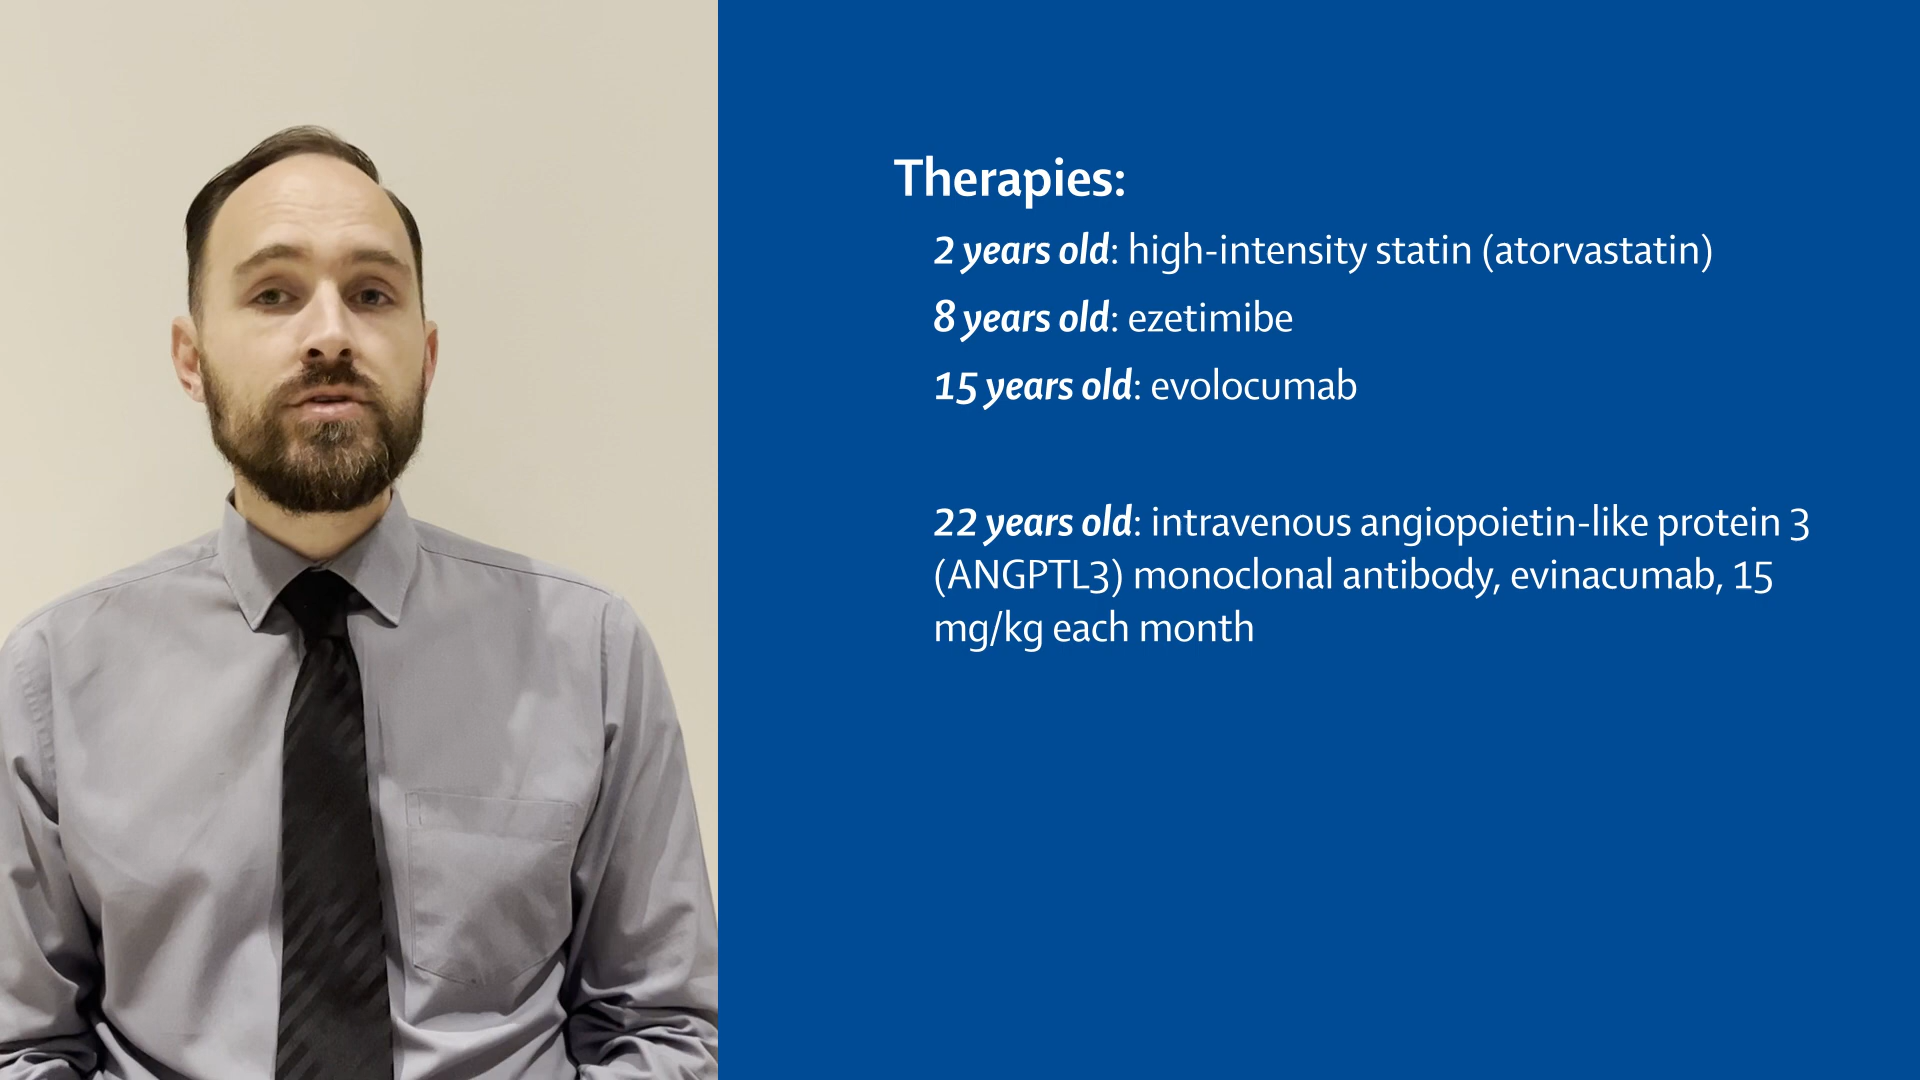 Therapies:
2 years old: high-intensity statin (atorvastatin)
8 years old: ezetimibe
15 years old: evolocumab
22 years old: intravenous angiopoietin-like protein 3
(ANGPTL3) monoclonal antibody, evinacumab, 15
mg/kg each month